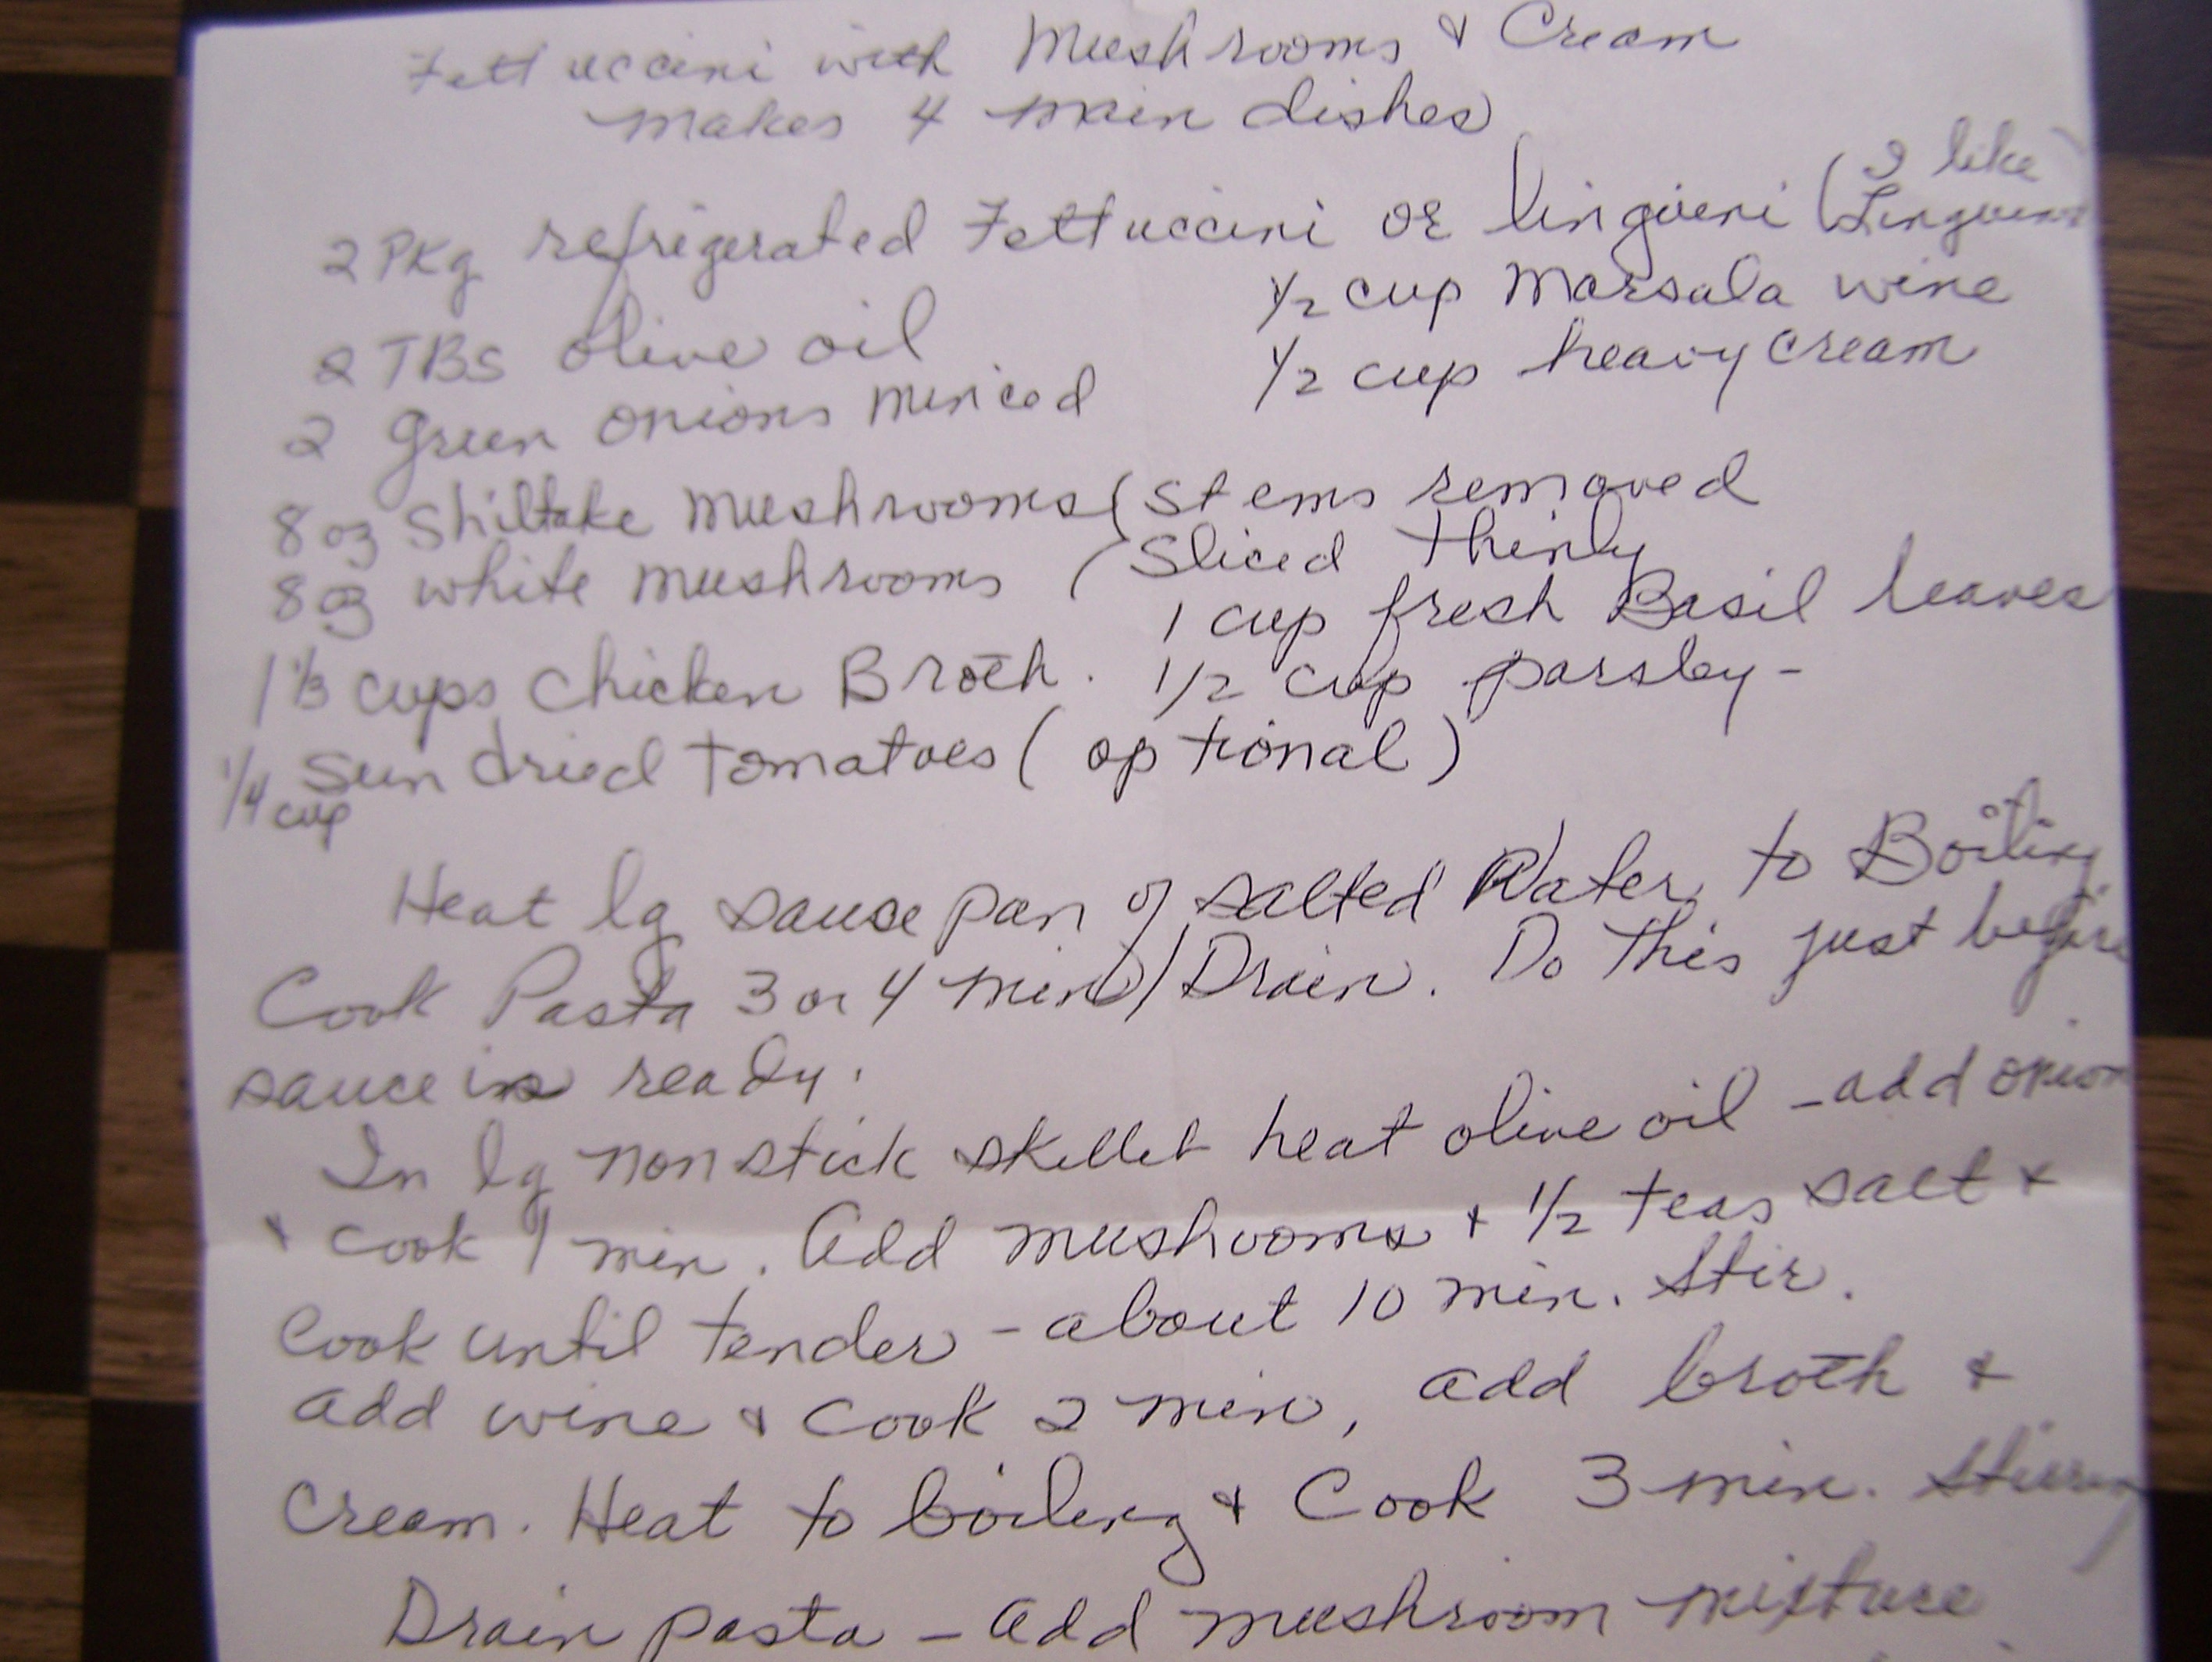 Fettuccini with Mushrooms & Cream
makes 4 main dishes
2 Pkg refrigerated Fettuccini or linguini (I like Linguini)
2 TBS olive oil
1/2 cup Marsala wine
2 green onions minced
1/2 cup heavy cream
8 oz Shiltake mushrooms (stems removed
8 oz white mushrooms (Sliced thinly
1 cup fresh Basil leaves
1 1/3 cups Chicken Broth. 1/2 cup parsley -
1/4 cup Sun dried tomatoes (optional)
Heat lg sause pan of salted Water to Boiling
Cook Pasta 3 or 4 min) Drain. Do this just before
sauce is ready.
In lg non stick skillet heat olive oil - add onion
& cook 1 min. Add mushrooms + 1/2 teas salt &
Cook until tender - about 10 min. Stir.
add wine & cook 2 min, add broth &
Cream. Heat to boiling & Cook 3 min. Stirring
Drain pasta - add mushroom mixture